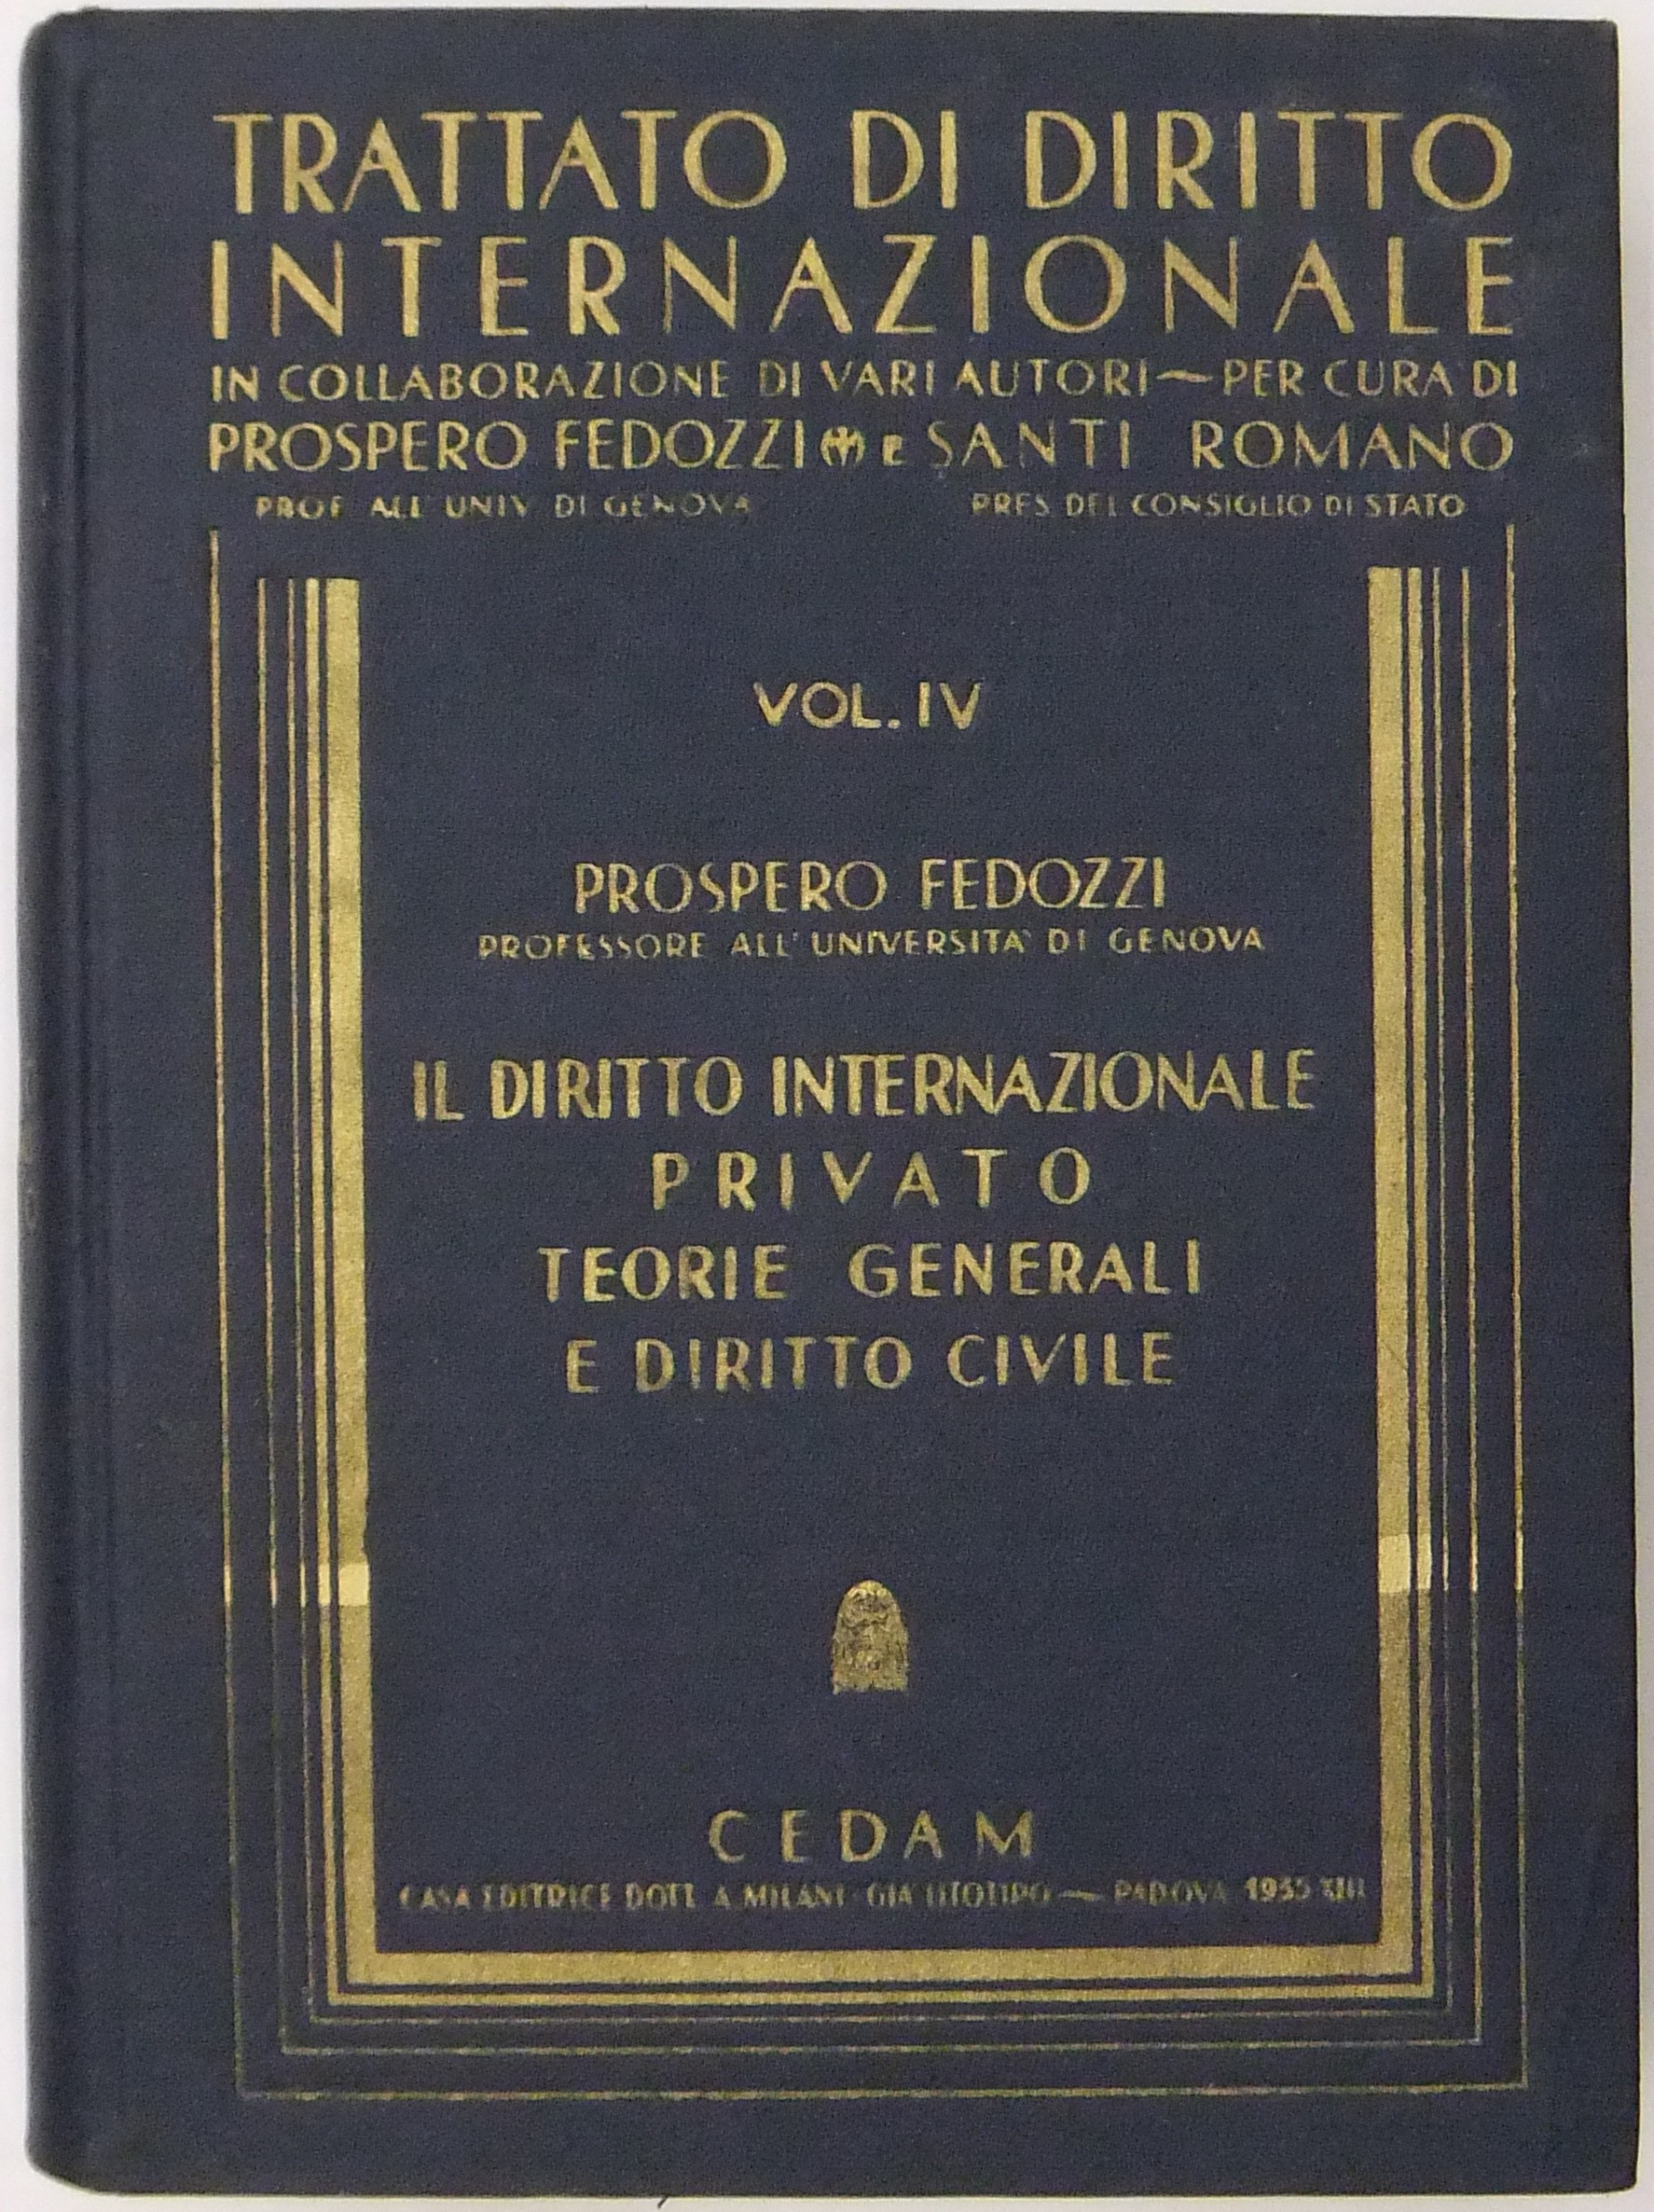 TRATTATO DI DIRITTO
INTERNAZIONALE
IN COLLABORAZIONE DI VARI AUTORI — PER CURA DI
PROSPERO FEDOZZI E SANTI ROMANO
PROF ALL' UNIV DI GENOVA PRES. DEL CONSIGLIO DI STATO
VOL. IV
PROSPERO FEDOZZI
PROFESSORE ALL' UNIVERSITA' DI GENOVA
IL DIRITTO INTERNAZIONALE
PRIVATO
TEORIE GENERALI
E DIRITTO CIVILE
CEDAM
CASA EDITRICE DOTT. A MILANI GIA' LITOTIPO — PADOVA 1935 XIII